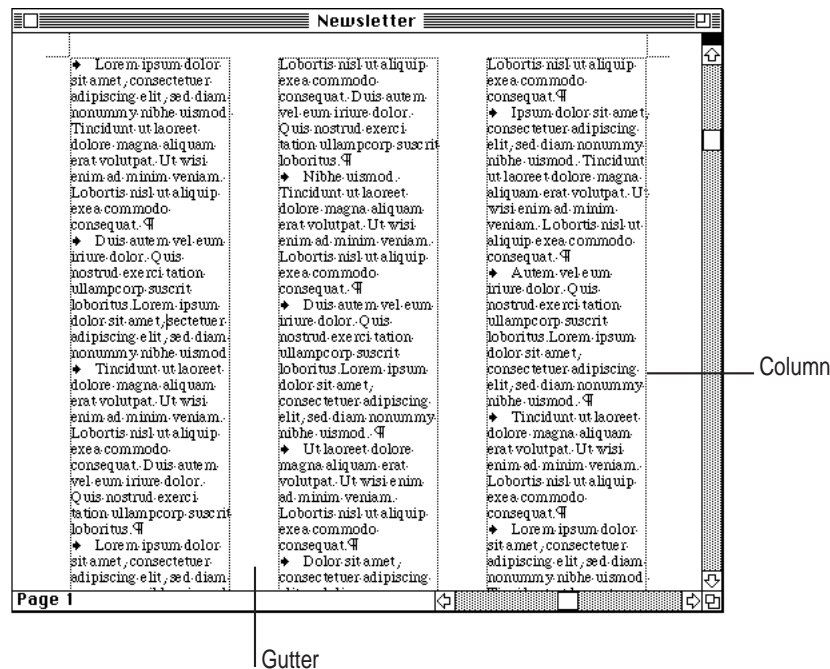 Newsletter
Lorem ipsum dolor
sit amet, consectetuer
adipiscing elit, sed diam
nonummy nibhe uismod
Tincidunt ut laoreet
dolore magna aliquam
erat volutpat. Ut wisi
enim ad minim veniam.
Lobortis nisl ut aliquip
exea commodo
consequat. ¶
Duis autem vel eum
iriure dolor. Quis
nostrud exerci tation
ullampcorp suscrit
loboritus.Lorem ipsum
dolor sit amet, sectetuer
adipiscing elit, sed diam
nonummy nibhe uismod
Tincidunt ut laoreet
dolore magna aliquam
erat volutpat. Ut wisi
enim ad minim veniam.
Lobortis nisl ut aliquip
exea commodo
consequat. Duis autem
vel eum iriure dolor.
Quis nostrud exerci
tation ullampcorp suscrit
loboritus.¶
Lorem ipsum dolor
sit amet, consectetuer
adipiscing elit, sed diam
Lobortis nisl ut aliquip
exea commodo
consequat. Duis autem
vel eum iriure dolor.
Quis nostrud exerci
tation ullampcorp suscrit
loboritus.¶
Nibhe uismod.
Tincidunt ut laoreet
dolore magna aliquam
erat volutpat. Ut wisi
enim ad minim veniam.
Lobortis nisl ut aliquip
exea commodo
consequat.¶
Duis autem vel eum
iriure dolor. Quis
nostrud exerci tation
ullampcorp suscrit
loboritus.Lorem ipsum
dolor sit amet,
consectetuer adipiscing
elit, sed diam nonummy
nibhe uismod.¶
Ut laoreet dolore
magna aliquam erat
volutpat. Ut wisi enim
ad minim veniam.
Lobortis nisl ut aliquip
exea commodo
consequat.¶
Dolor sit amet,
consectetuer adipiscing
Lobortis nisl ut aliquip
exea commodo
consequat.¶
Ipsum dolor sit amet,
consectetuer adipiscing
elit, sed diam nonummy
nibhe uismod. Tincidunt
ut laoreet dolore magna
aliquam erat volutpat. Ut
wisi enim ad minim
veniam. Lobortis nisl ut
aliquip exea commodo
consequat.¶
Autem vel eum
iriure dolor. Quis
nostrud exerci tation
ullampcorp suscrit
loboritus.Lorem ipsum
dolor sit amet,
consectetuer adipiscing
elit, sed diam nonummy
nibhe uismod.¶
Tincidunt ut laoreet
dolore magna aliquam
erat volutpat. Ut wisi
enim ad minim veniam.
Lobortis nisl ut aliquip
exea commodo
consequat.¶
Lorem ipsum dolor
sit amet, consectetuer
adipiscing elit, sed diam
nonummy nibhe uismod
Column
Page 1
Gutter